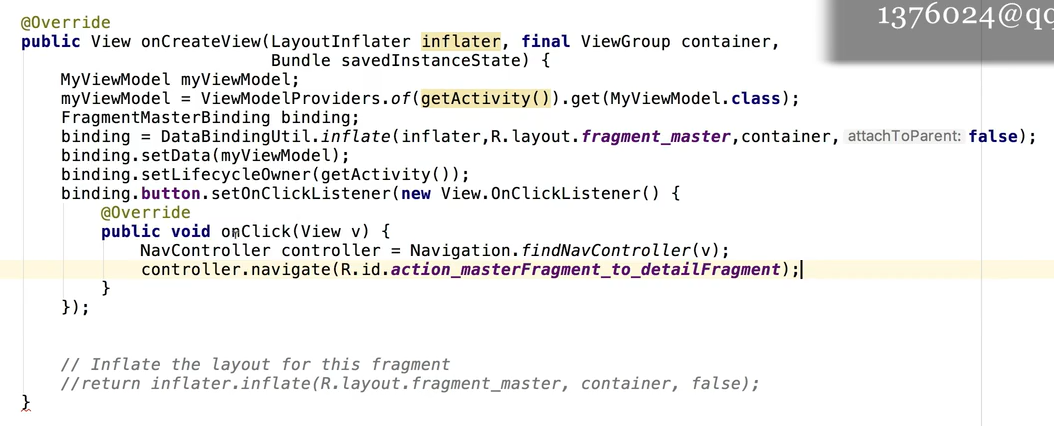 1376024@qq
@Override
public View onCreateView(LayoutInflater inflater, final ViewGroup container,
Bundle savedInstanceState) {
MyViewModel myViewModel;
myViewModel = ViewModelProviders.of(getActivity()).get(MyViewModel.class);
FragmentMasterBinding binding;
binding = DataBindingUtil.inflate(inflater,R.layout.fragment_master,container, attachToParent: false);
binding.setData(myViewModel);
binding.setLifecycleOwner(getActivity());
binding.button.setOnClickListener(new View.OnClickListener() {
@Override
public void onClick(View v) {
NavController controller = Navigation.findNavController(v);
controller.navigate(R.id.action_masterFragment_to_detailFragment);
}
});
// Inflate the layout for this fragment
//return inflater.inflate(R.layout.fragment_master, container, false);
}